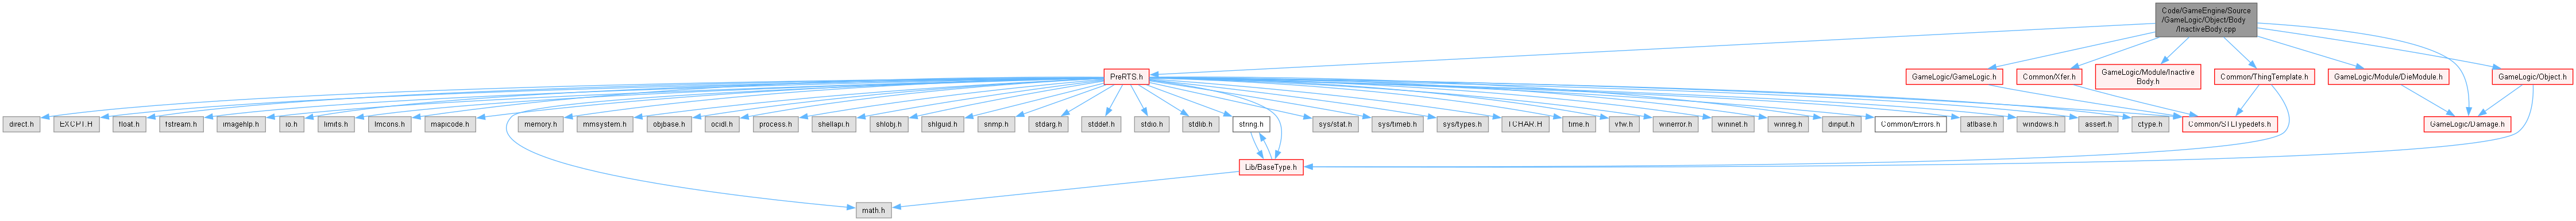 Code/GameEngine/Source
/GameLogic/Object/Body
/InactiveBody.cpp
PreRTS.h
GameLogic/GameLogic.h
Common/Xfer.h
GameLogic/Module/Inactive
Body.h
Common/ThingTemplate.h
GameLogic/Module/DieModule.h
GameLogic/Object.h
direct.h
EXCPT.H
float.h
fstream.h
imagehlp.h
io.h
limits.h
lmcons.h
mapicode.h
memory.h
mmsystem.h
objbase.h
ocidl.h
process.h
shellapi.h
shlobj.h
shlguid.h
snmp.h
stdarg.h
stddef.h
stdio.h
stdlib.h
string.h
sys/stat.h
sys/timeb.h
sys/types.h
TCHAR.H
time.h
vfw.h
winerror.h
wininet.h
winreg.h
dinput.h
Common/Errors.h
atlbase.h
windows.h
assert.h
ctype.h
Common/STLTypedefs.h
GameLogic/Damage.h
Lib/BaseType.h
math.h